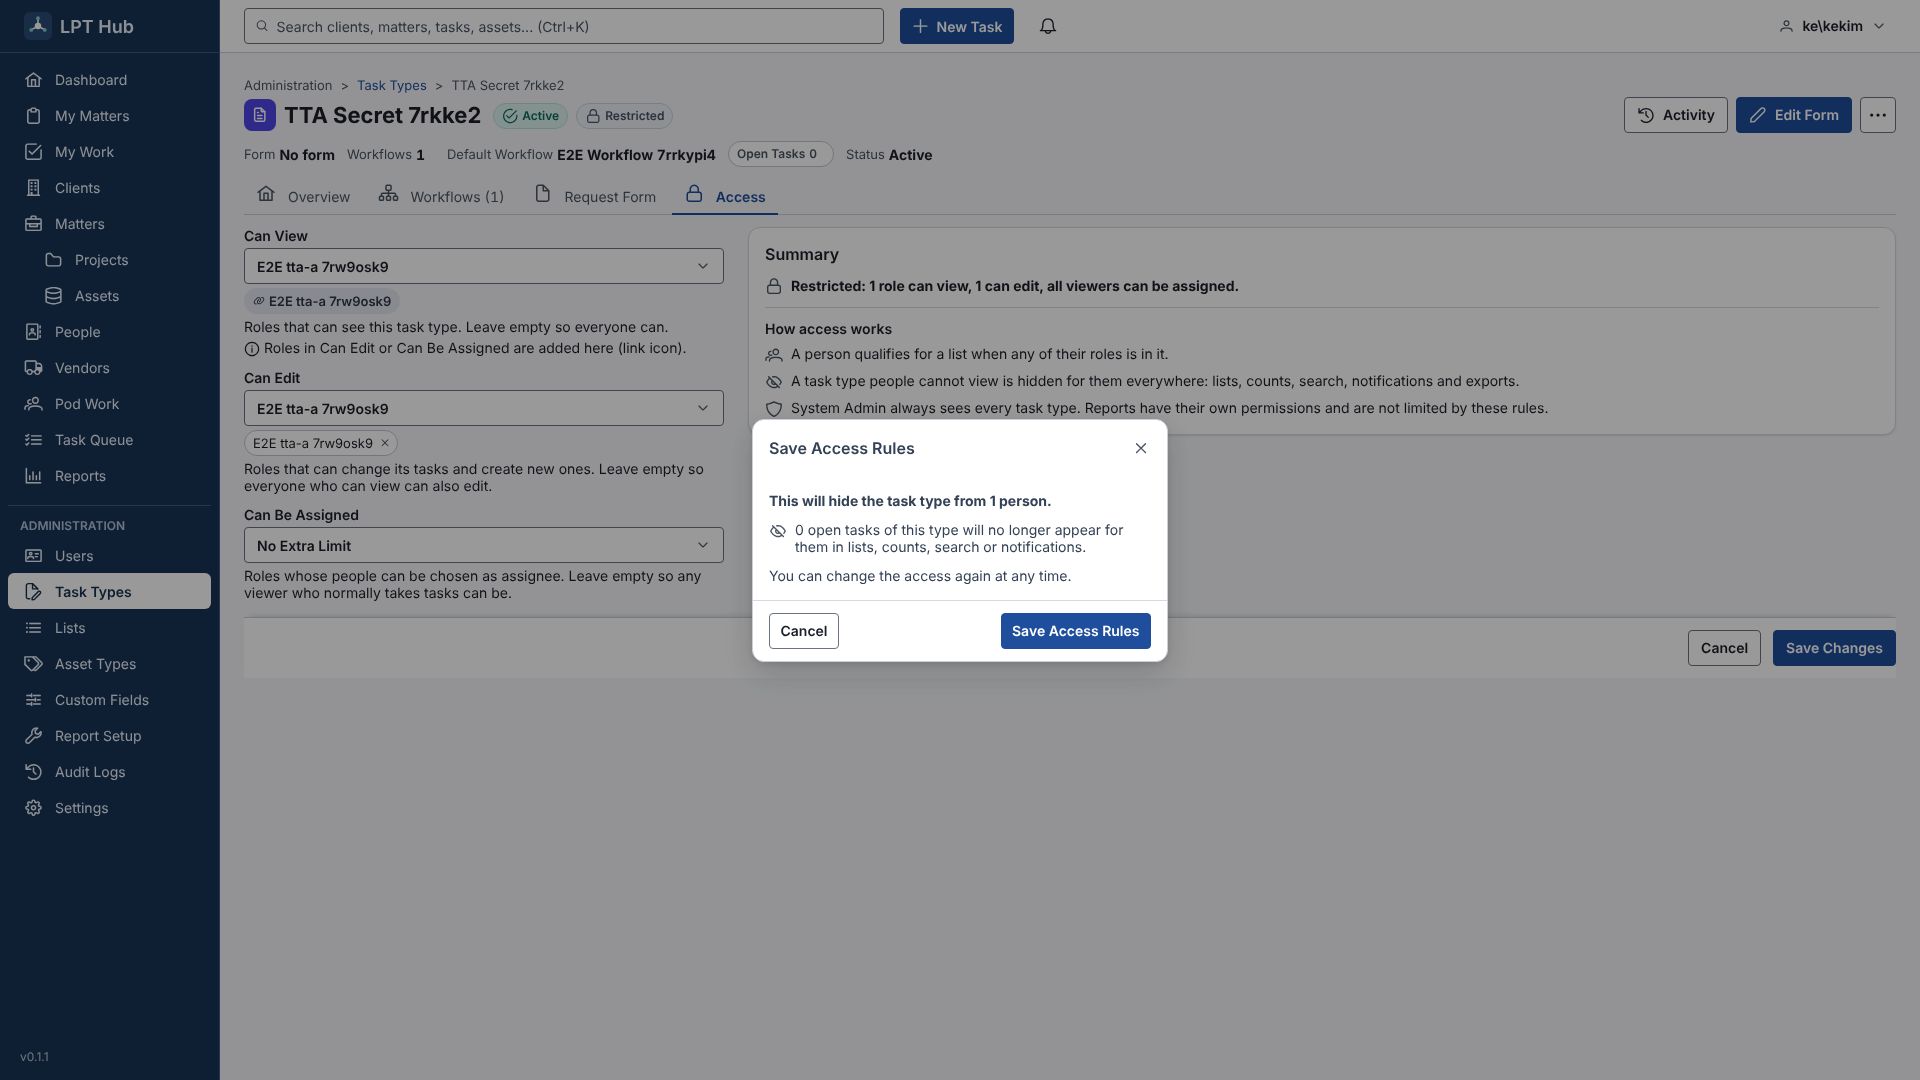 LPT Hub
Search clients, matters, tasks, assets... (Ctrl+K)
New Task
ke\kekim
Dashboard
My Matters
My Work
Clients
Matters
Projects
Assets
People
Vendors
Pod Work
Task Queue
Reports
ADMINISTRATION
Users
Task Types
Lists
Asset Types
Custom Fields
Report Setup
Audit Logs
Settings
v0.1.1
Administration > Task Types > TTA Secret 7rkke2
TTA Secret 7rkke2 Active Restricted
Activity Edit Form
Form No form Workflows 1 Default Workflow E2E Workflow 7rrkypi4 Open Tasks 0 Status Active
Overview Workflows (1) Request Form Access
Can View
E2E tta-a 7rw9osk9
E2E tta-a 7rw9osk9
Roles that can see this task type. Leave empty so everyone can.
Roles in Can Edit or Can Be Assigned are added here (link icon).
Can Edit
E2E tta-a 7rw9osk9
E2E tta-a 7rw9osk9
Roles that can change its tasks and create new ones. Leave empty so
everyone who can view can also edit.
Can Be Assigned
No Extra Limit
Roles whose people can be chosen as assignee. Leave empty so any
viewer who normally takes tasks can be.
Summary
Restricted: 1 role can view, 1 can edit, all viewers can be assigned.
How access works
A person qualifies for a list when any of their roles is in it.
A task type people cannot view is hidden for them everywhere: lists, counts, search, notifications and exports.
System Admin always sees every task type. Reports have their own permissions and are not limited by these rules.
Save Access Rules
This will hide the task type from 1 person.
0 open tasks of this type will no longer appear for
them in lists, counts, search or notifications.
You can change the access again at any time.
Cancel Save Access Rules
Cancel Save Changes